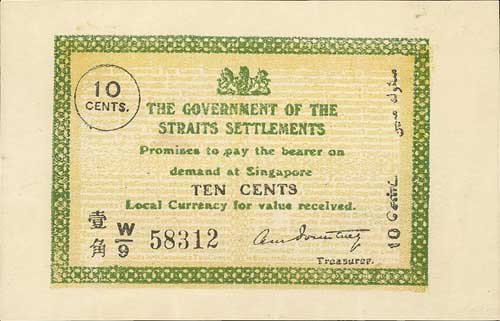 10
CENTS.
THE GOVERNMENT OF THE
STRAITS SETTLEMENTS
Promises to pay the bearer on
demand at Singapore
TEN CENTS
Local Currency for value received.
壹角
W/9 58312
Treasurer.
10 Cents.